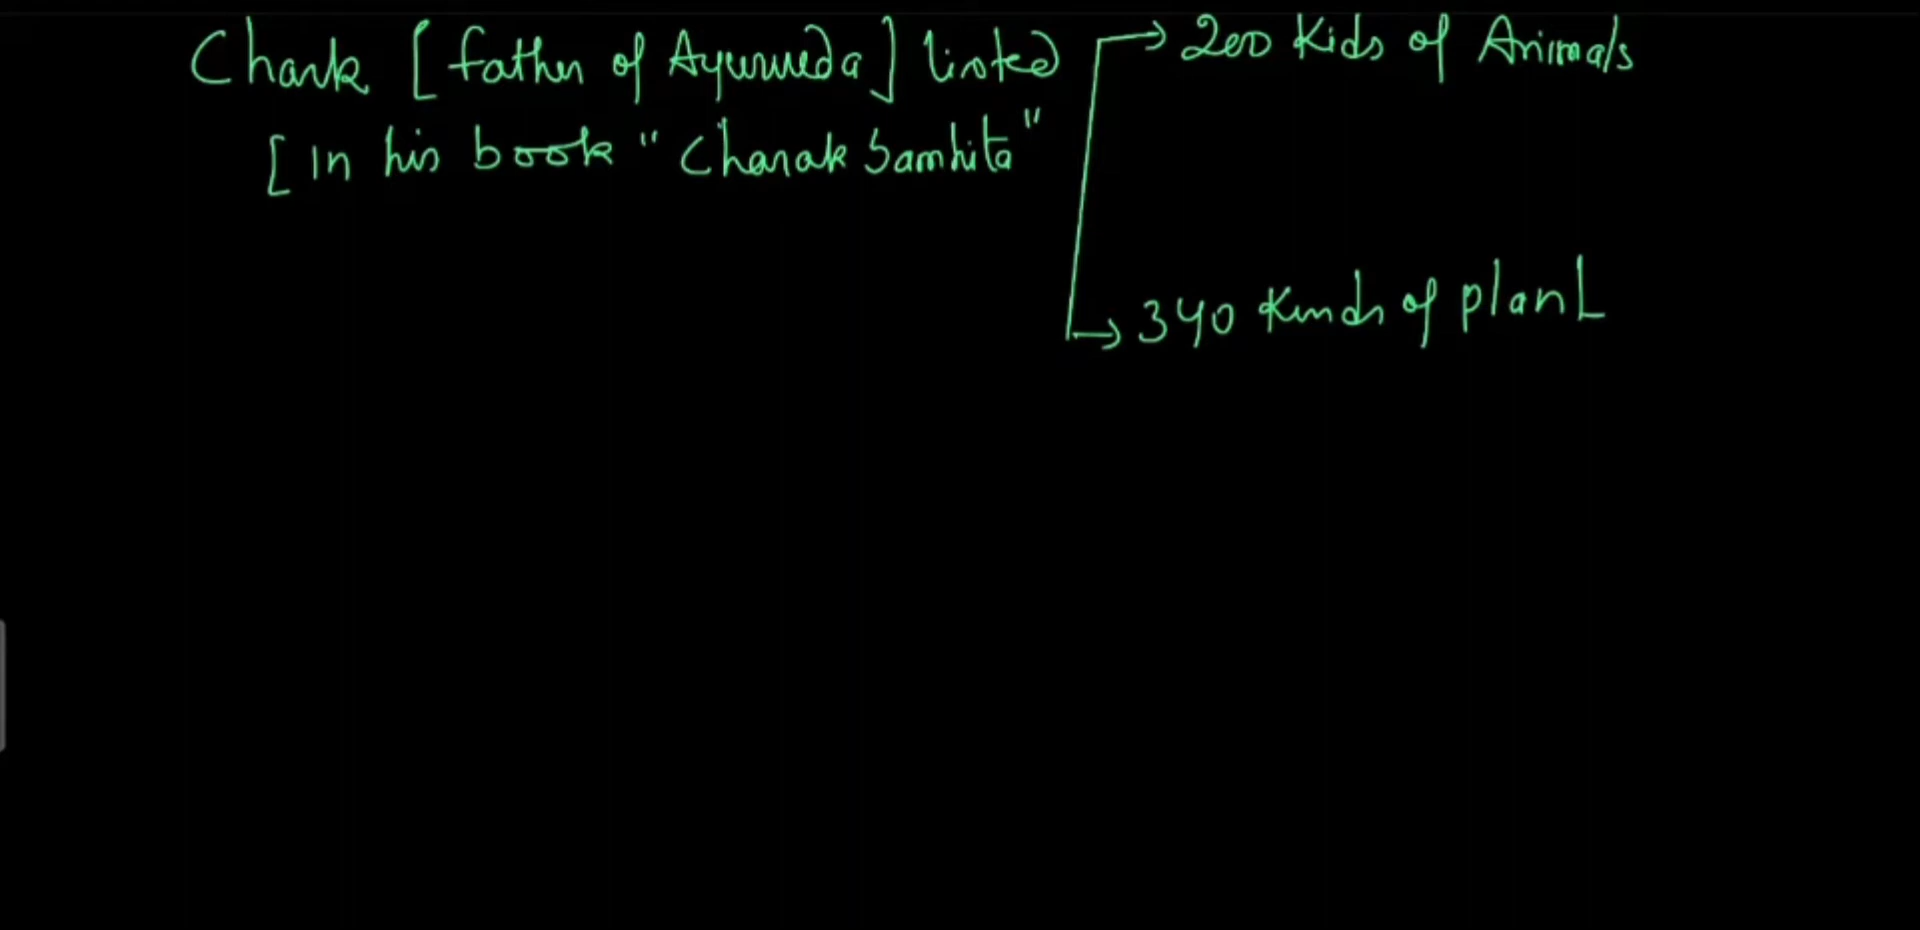 Chark [father of Ayurveda] listed
[In his book "Charak Samhita"
→ 200 Kids of Animals
→ 340 Kinds of plant